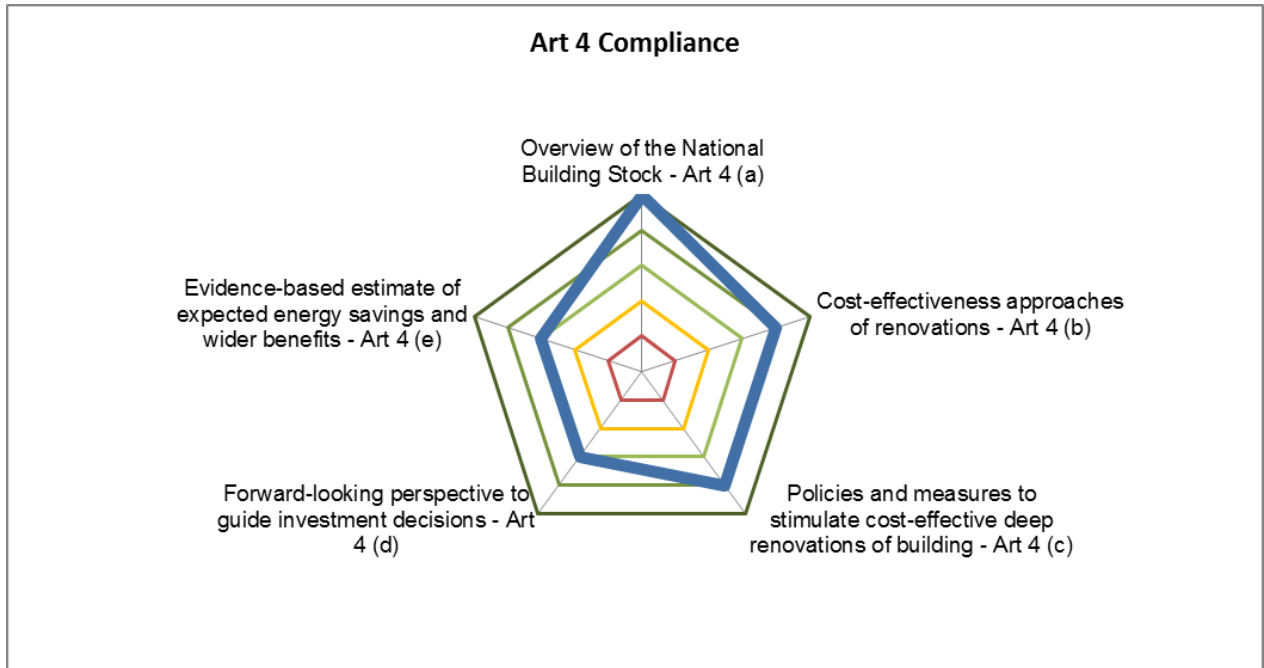 Art 4 Compliance
Overview of the National
Building Stock - Art 4 (a)
Cost-effectiveness approaches
of renovations - Art 4 (b)
Policies and measures to
stimulate cost-effective deep
renovations of building - Art 4 (c)
Forward-looking perspective to
guide investment decisions - Art
4 (d)
Evidence-based estimate of
expected energy savings and
wider benefits - Art 4 (e)